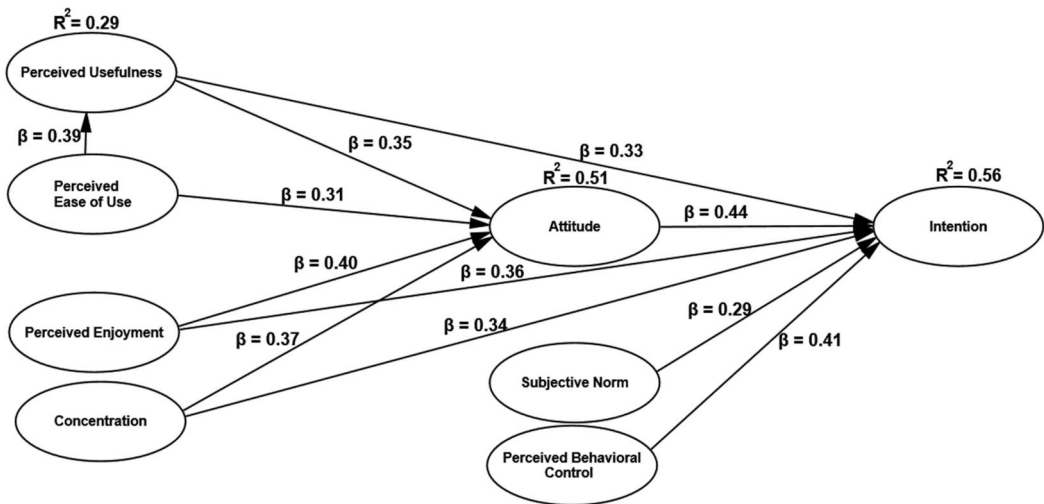 R² = 0.29
Perceived Usefulness
β = 0.39
β = 0.35
β = 0.33
Perceived
Ease of Use
β = 0.31
R² = 0.51
Attitude
β = 0.44
R² = 0.56
Intention
β = 0.40
β = 0.36
Perceived Enjoyment
β = 0.37
β = 0.34
β = 0.29
β = 0.41
Concentration
Subjective Norm
Perceived Behavioral
Control